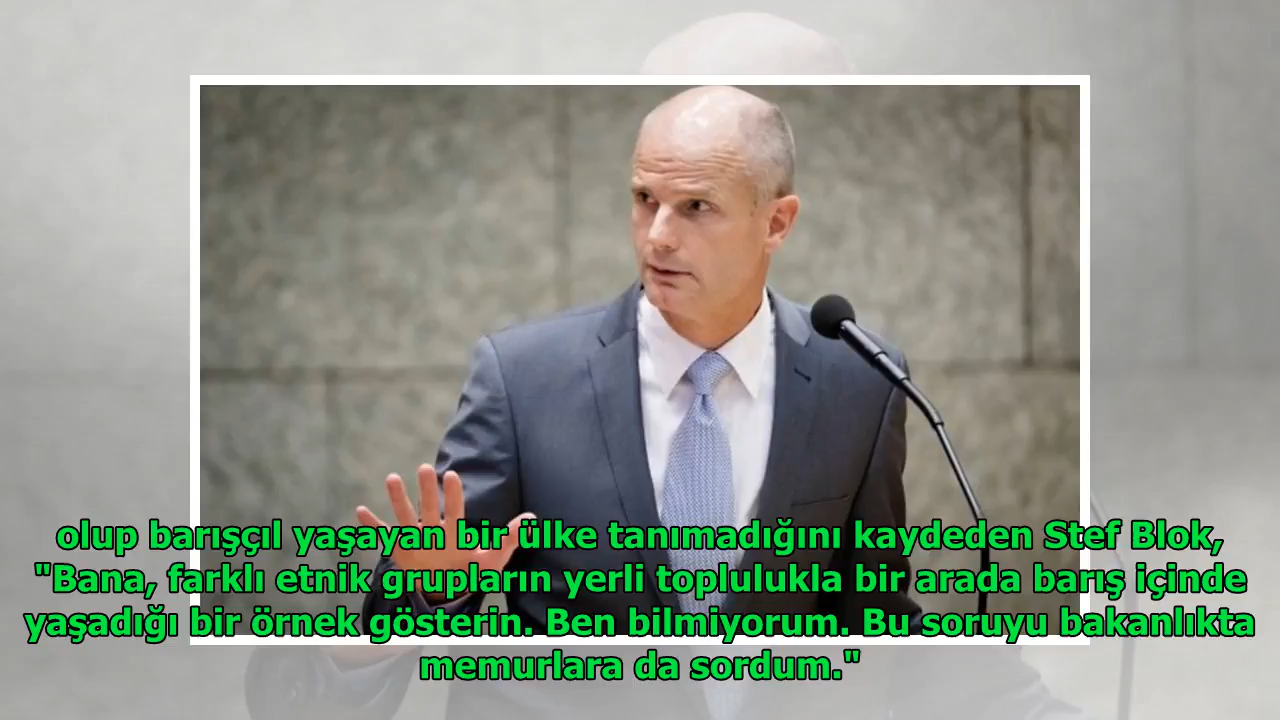 olup barışçıl yaşayan bir ülke tanımadığını kaydeden Stef Blok,
"Bana, farklı etnik grupların yerli toplulukla bir arada barış içinde
yaşadığı bir örnek gösterin. Ben bilmiyorum. Bu soruyu bakanlıkta
memurlara da sordum."